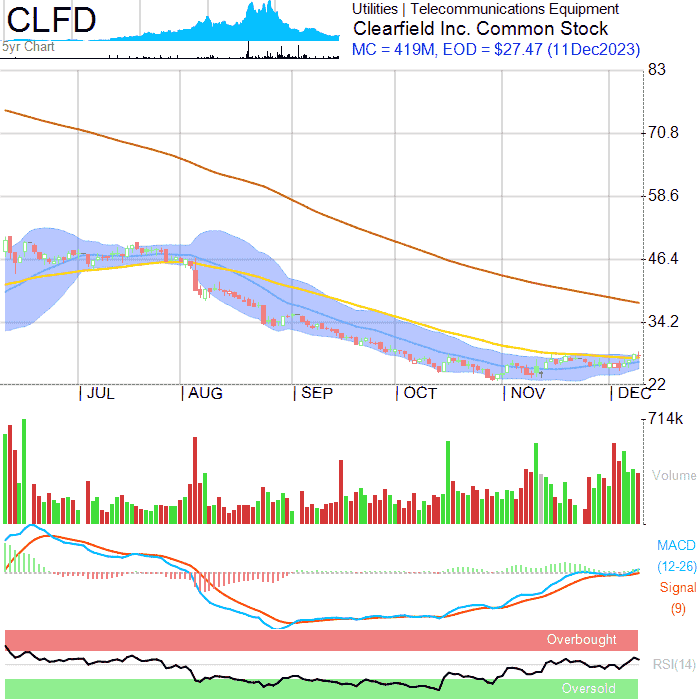 CLFD
5yr Chart
Utilities | Telecommunications Equipment
Clearfield Inc. Common Stock
MC = 419M, EOD = $27.47 (11Dec2023)
83
70.8
58.6
46.4
34.2
22
JUL AUG SEP OCT NOV DEC
714k
Volume
MACD
(12-26)
Signal
(9)
Overbought
RSI(14)
Oversold